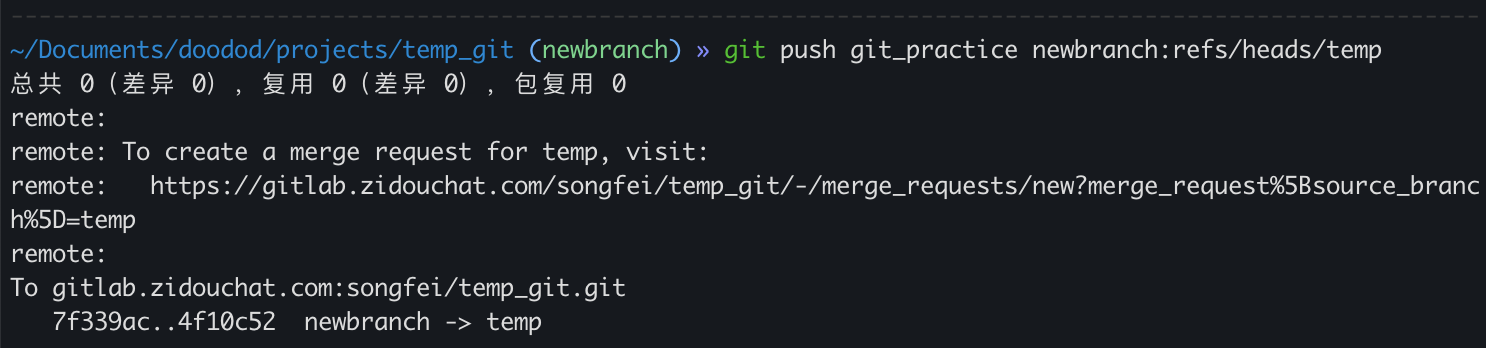 ~/Documents/doodod/projects/temp_git (newbranch) » git push git_practice newbranch:refs/heads/temp
总共 0（差异 0），复用 0（差异 0），包复用 0
remote:
remote: To create a merge request for temp, visit:
remote:   https://gitlab.zidouchat.com/songfei/temp_git/-/merge_requests/new?merge_request%5Bsource_branc
h%5D=temp
remote:
To gitlab.zidouchat.com:songfei/temp_git.git
   7f339ac..4f10c52  newbranch -> temp